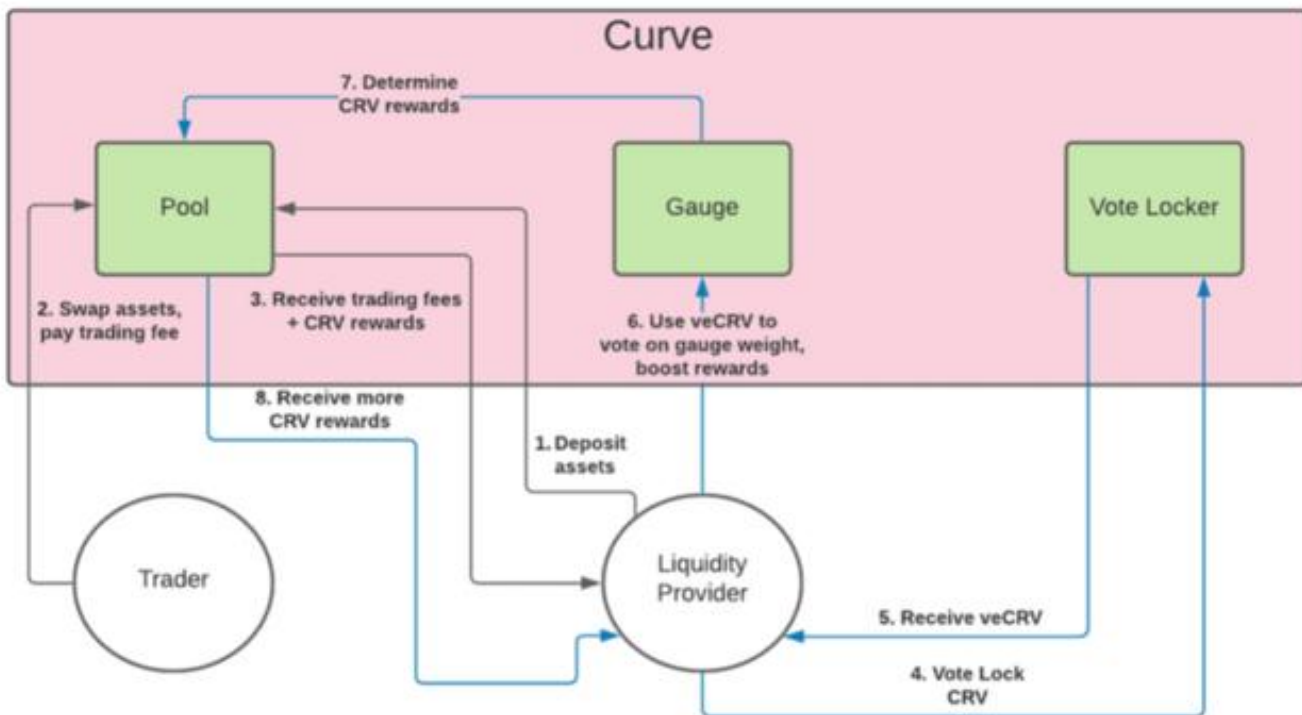 Curve
7. Determine
CRV rewards
Pool
Gauge
Vote Locker
2. Swap assets,
pay trading fee
3. Receive trading fees
+ CRV rewards
6. Use veCRV to
vote on gauge weight,
boost rewards
8. Receive more
CRV rewards
1. Deposit
assets
Trader
Liquidity
Provider
5. Receive veCRV
4. Vote Lock
CRV